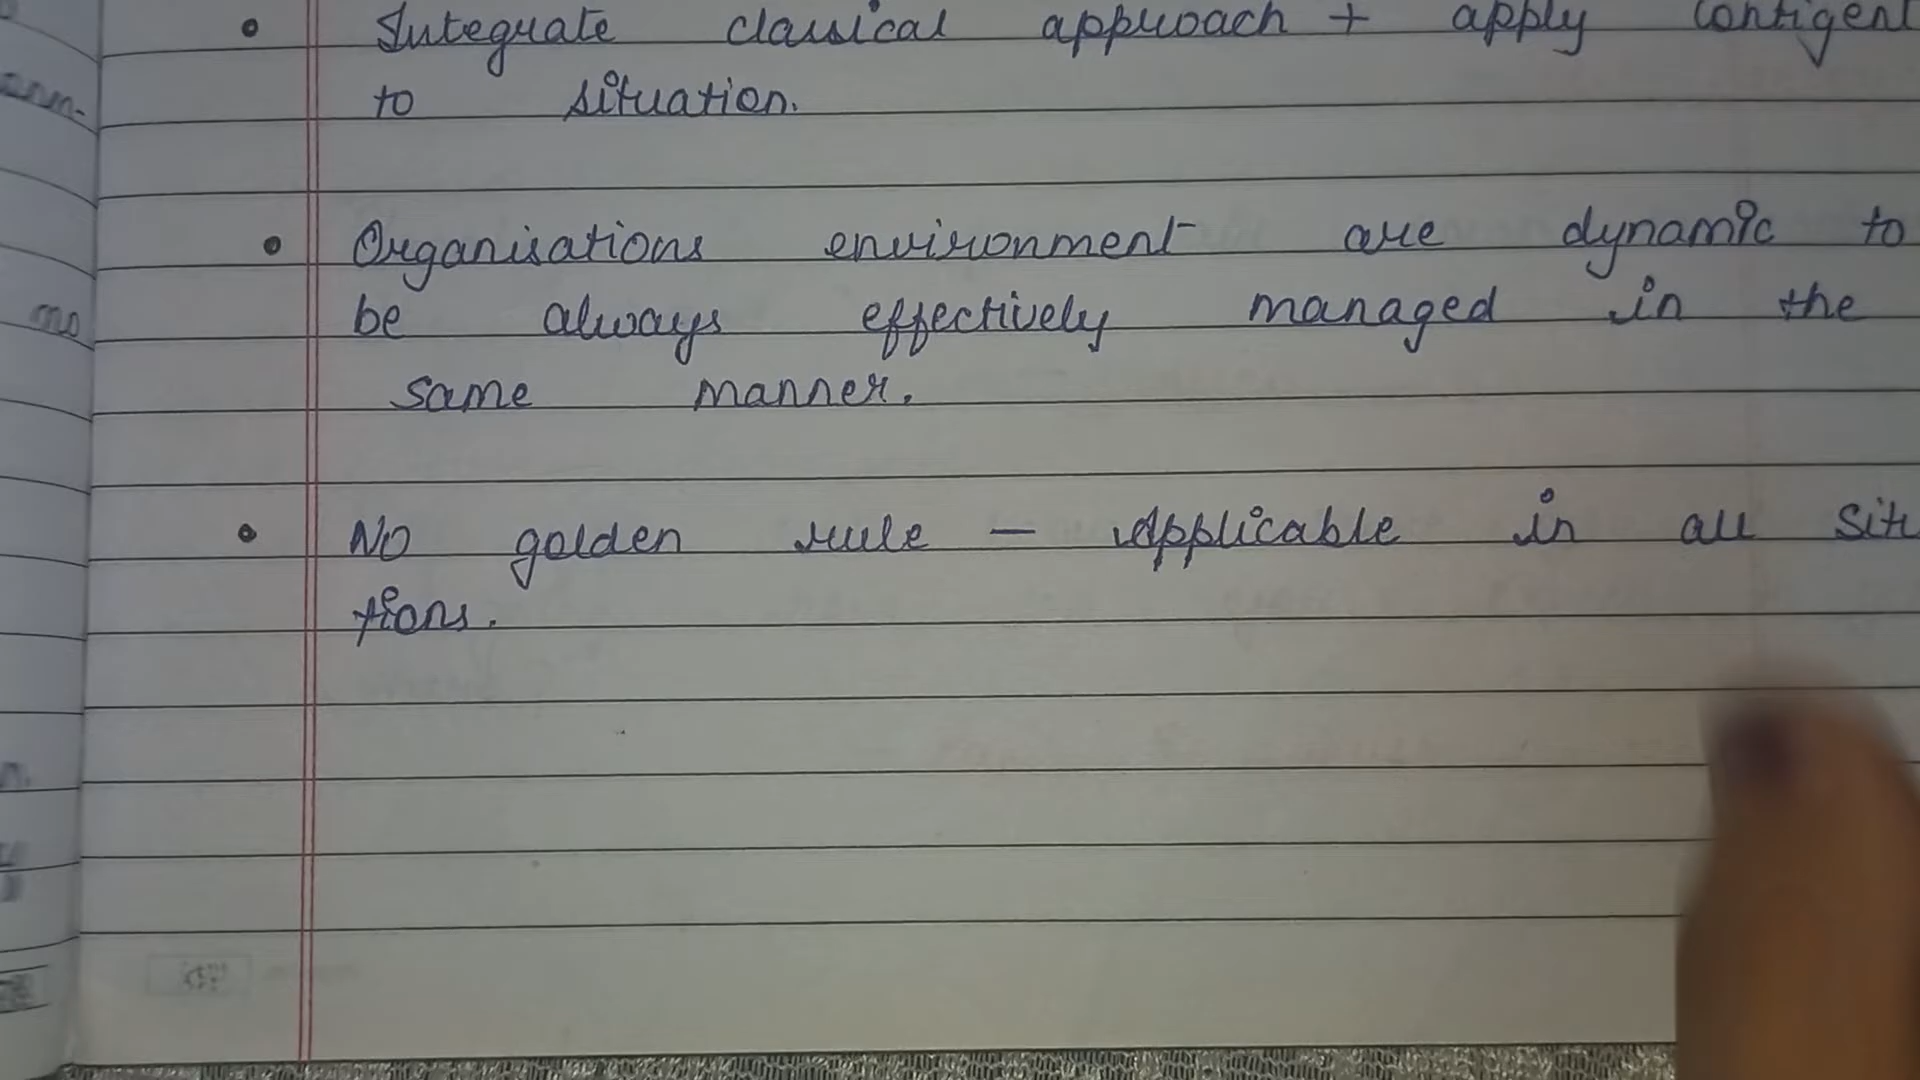 • Integrate classical approach + apply contigent
to situation.
• Organisations environment are dynamic to
be always effectively managed in the
same manner.
• No golden rule - applicable in all situ
tions.